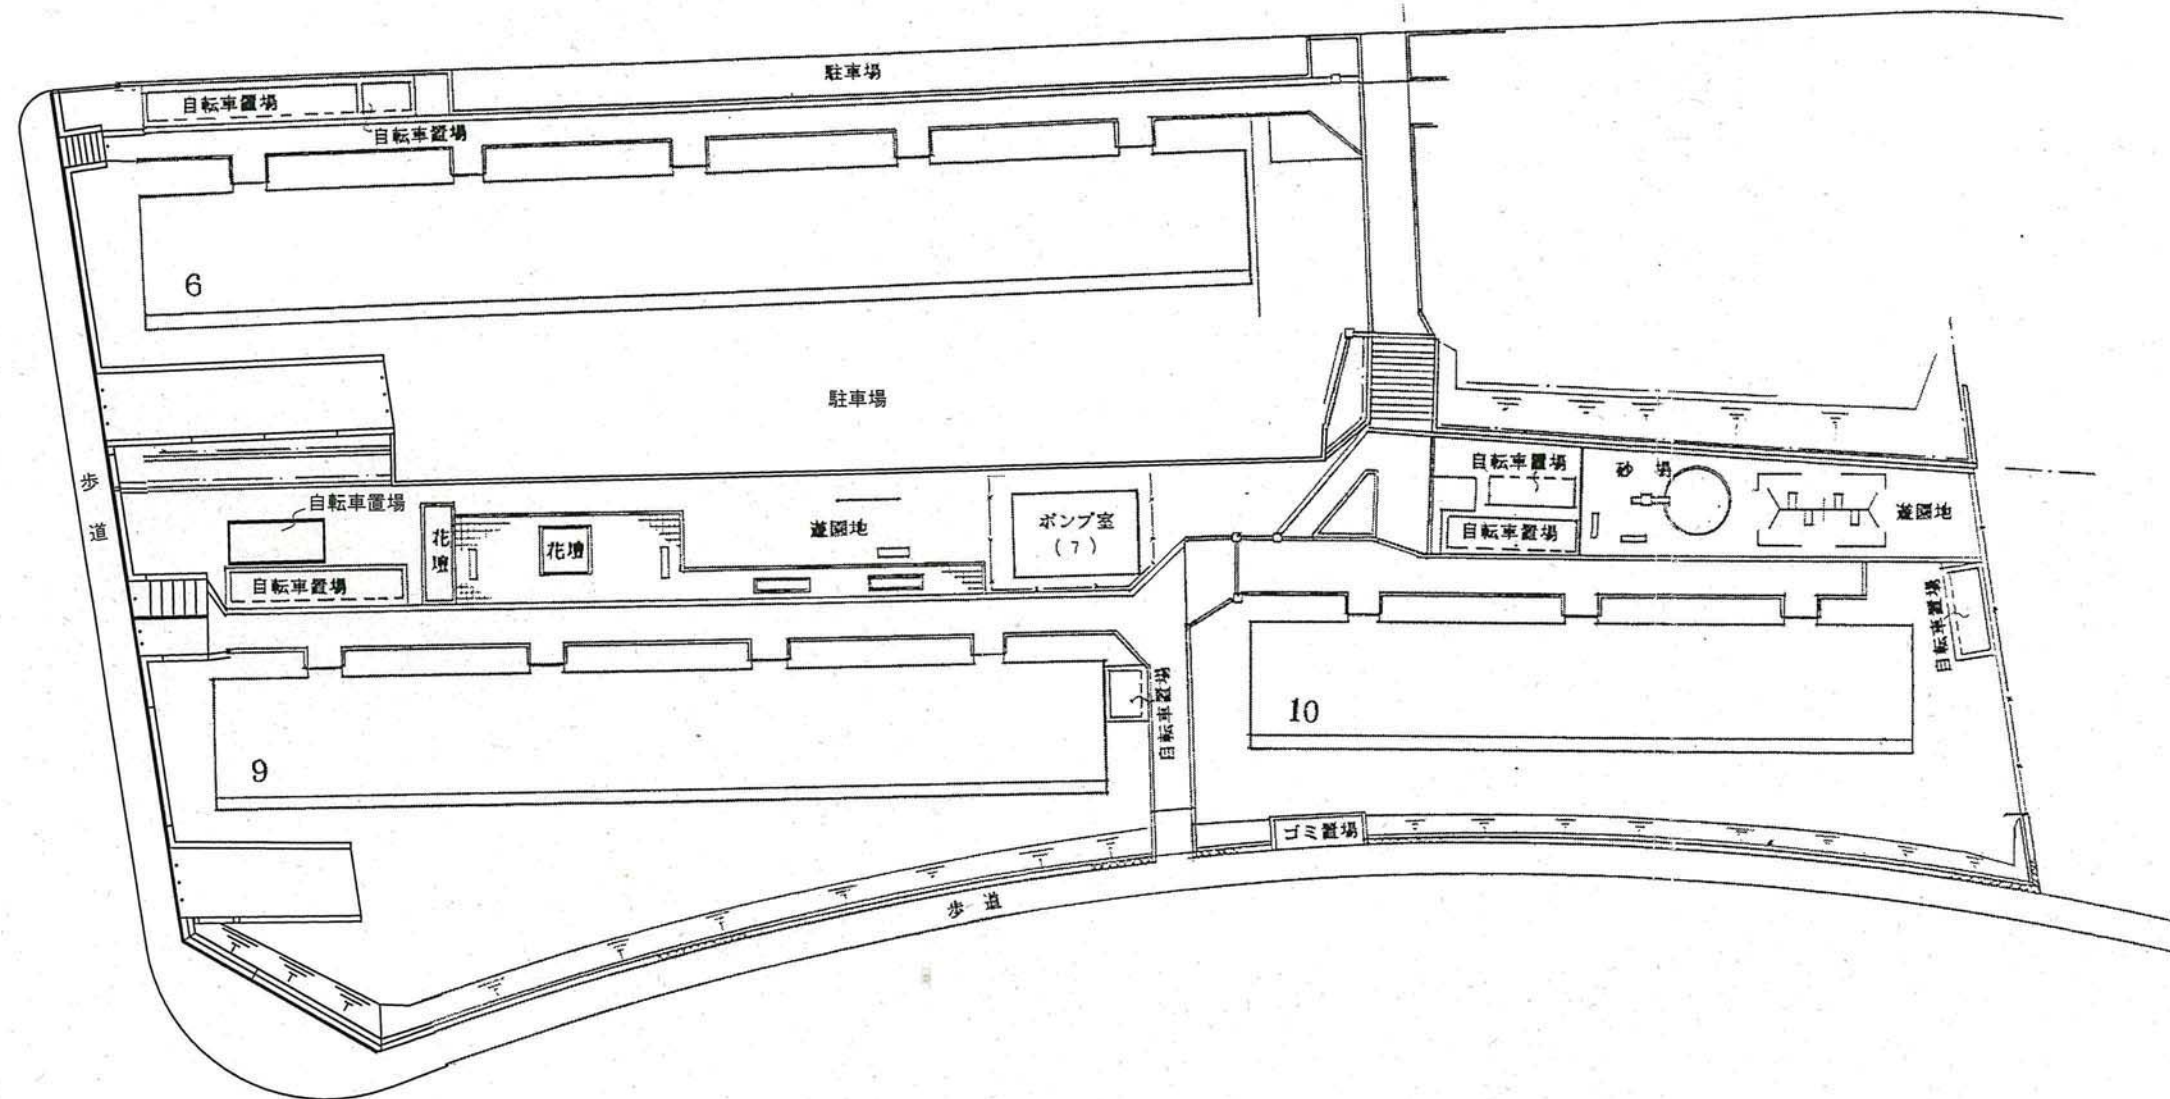 駐車場
自転車置場
自転車置場
6
駐車場
歩道
自転車置場
花壇
花壇
自転車置場
遊園地
ポンプ室
(7)
自転車置場
自転車置場
砂場
遊園地
自転車置場
自転車置場
9
10
ゴミ置場
歩道